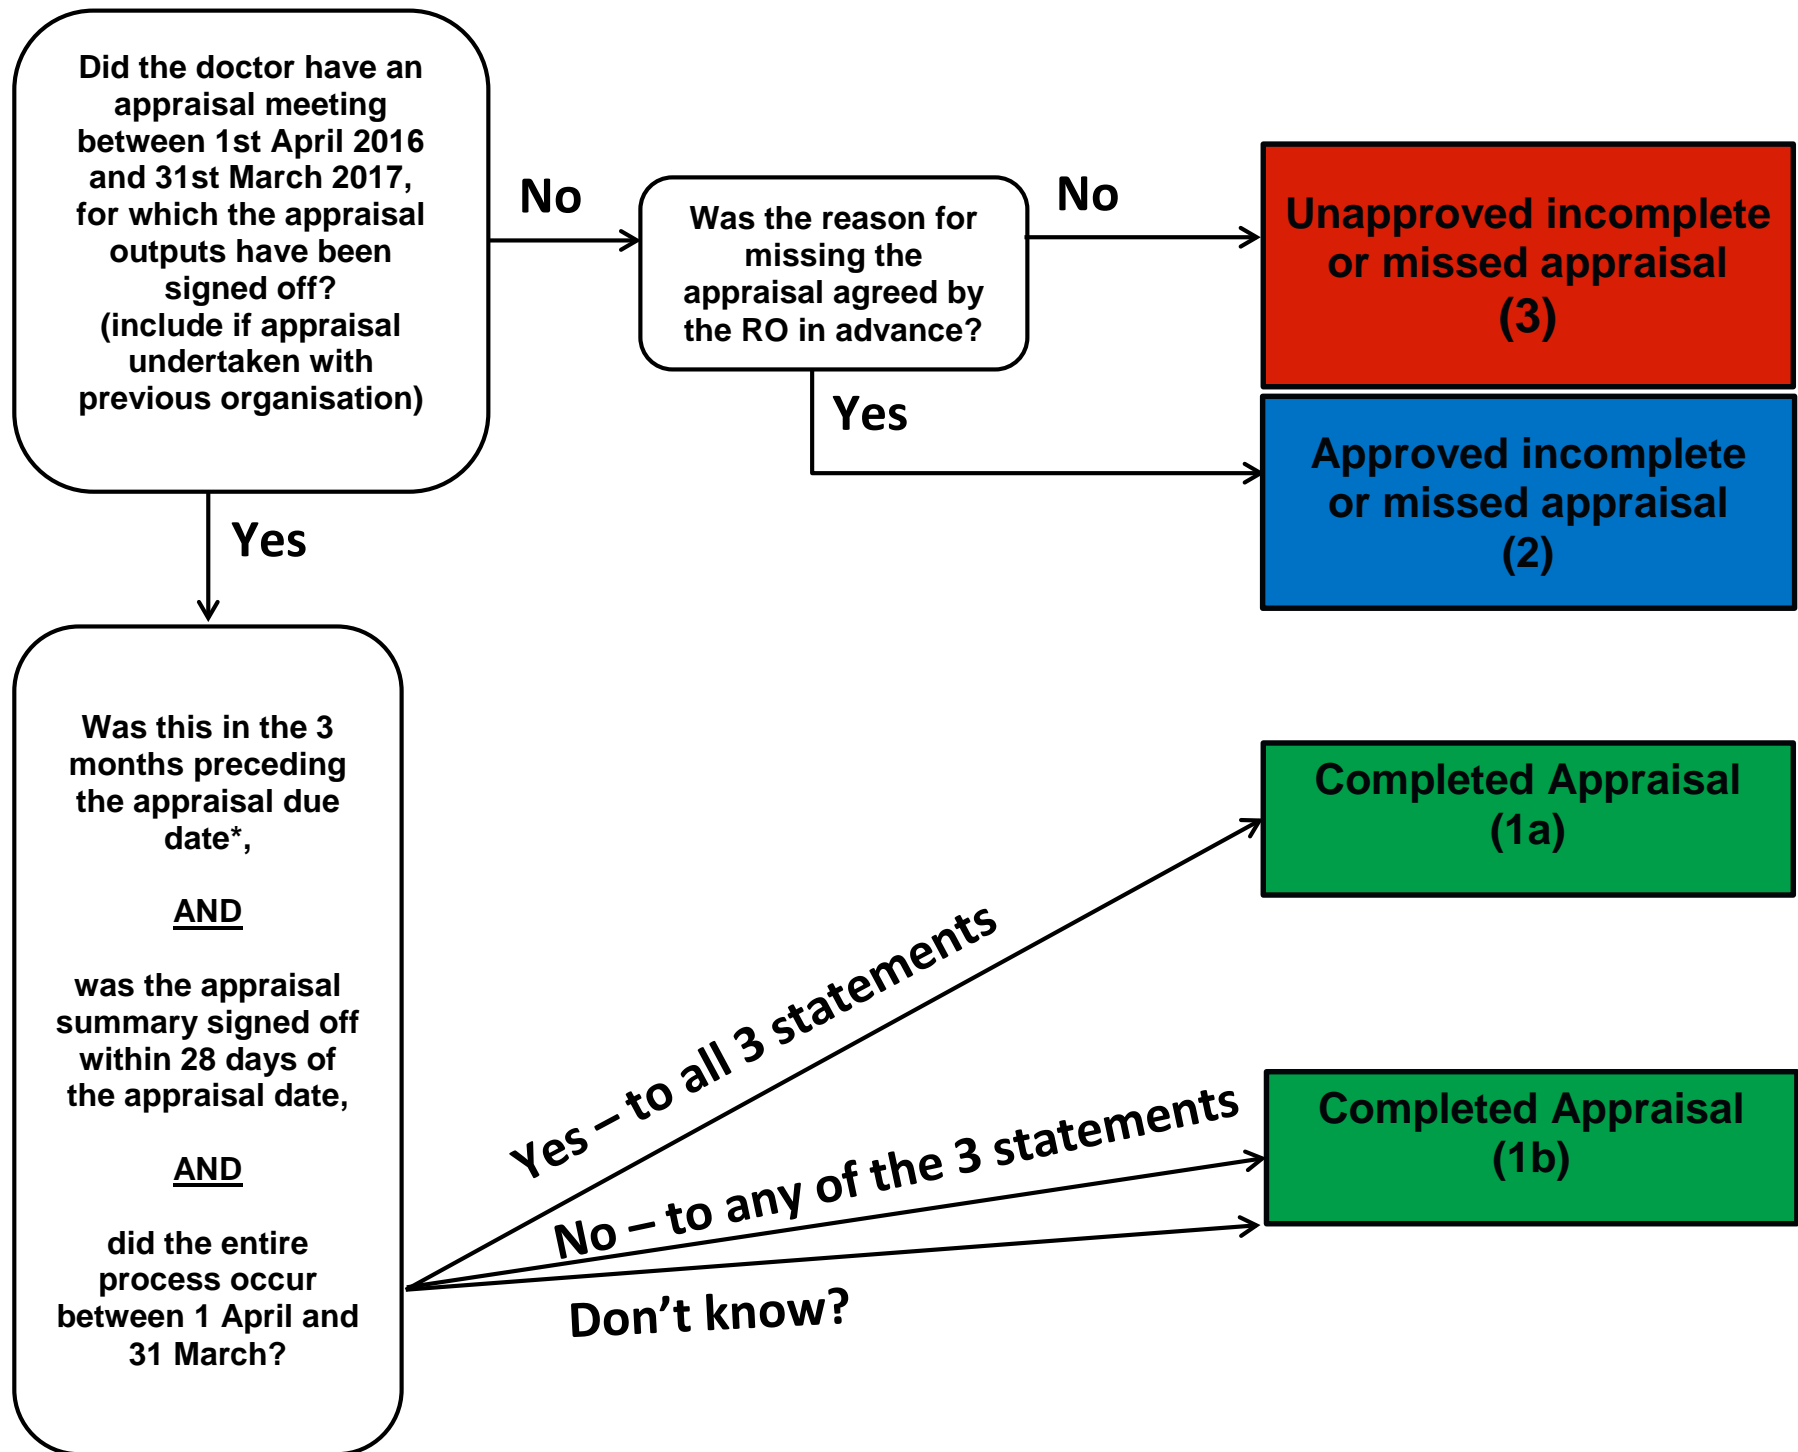 Did the doctor have an
appraisal meeting
between 1st April 2016
and 31st March 2017,
for which the appraisal
outputs have been
signed off?
(include if appraisal
undertaken with
previous organisation)
No
Was the reason for
missing the
appraisal agreed by
the RO in advance?
No
Unapproved incomplete
or missed appraisal
(3)
Yes
Approved incomplete
or missed appraisal
(2)
Yes
Was this in the 3
months preceding
the appraisal due
date*,
AND
was the appraisal
summary signed off
within 28 days of
the appraisal date,
AND
did the entire
process occur
between 1 April and
31 March?
Yes – to all 3 statements
Completed Appraisal
(1a)
No – to any of the 3 statements
Don't know?
Completed Appraisal
(1b)